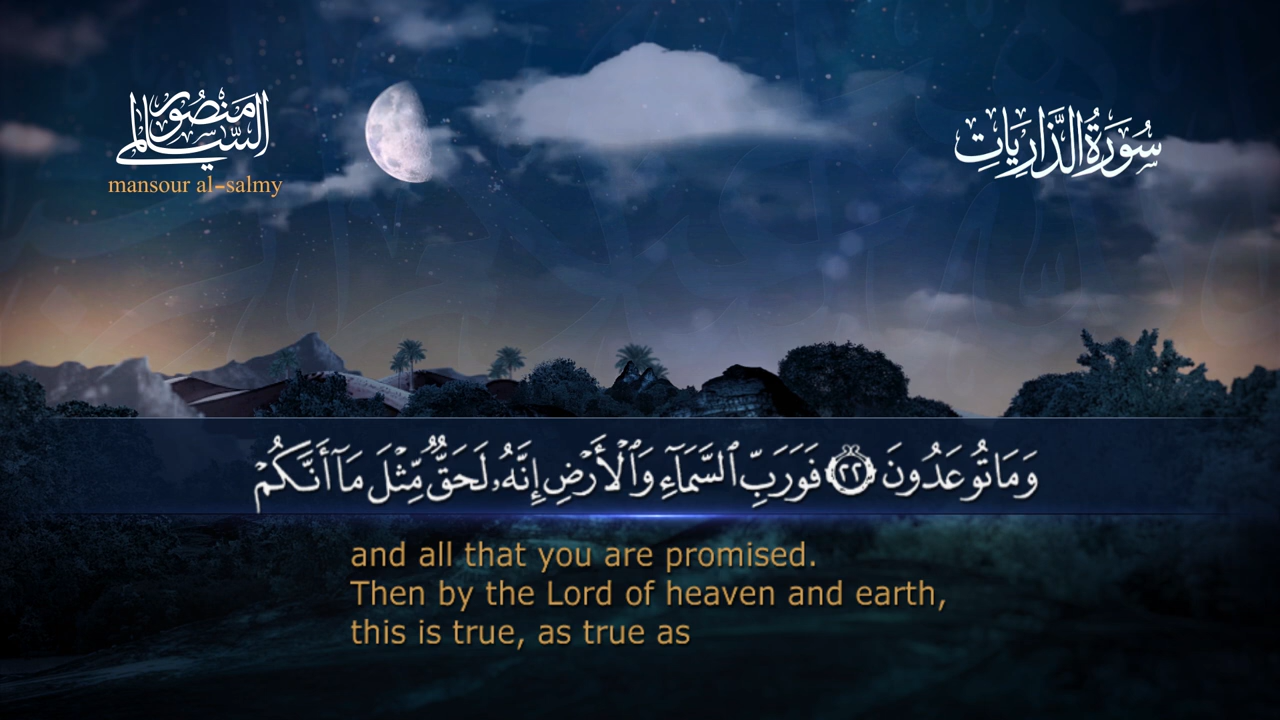 منصور السالمي
mansour al-salmy
سُورَةُ الذَّارِيَات
وَمَا تُوعَدُونَ ﴿٢٢﴾ فَوَرَبِّ ٱلسَّمَآءِ وَٱلْأَرْضِ إِنَّهُۥ لَحَقٌّ مِّثْلَ مَآ أَنَّكُمْ
and all that you are promised.
Then by the Lord of heaven and earth,
this is true, as true as